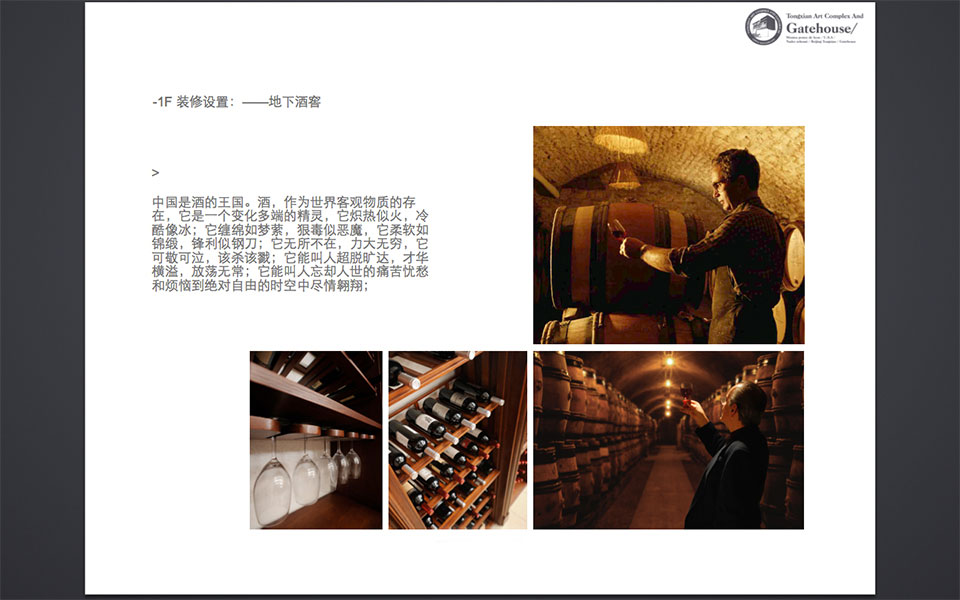 Tongxian Art Complex And
Gatehouse/
-1F 装修设置：——地下酒窖
>
中国是酒的王国。酒，作为世界客观物质的存
在，它是一个变化多端的精灵，它炽热似火，冷
酷像冰；它缠绵如梦萦，狠毒似恶魔，它柔软如
锦缎，锋利似钢刀；它无所不在，力大无穷，它
可敬可泣，该杀该戮；它能叫人超脱旷达，才华
横溢，放荡无常；它能叫人忘却人世的痛苦忧愁
和烦恼到绝对自由的时空中尽情翱翔；